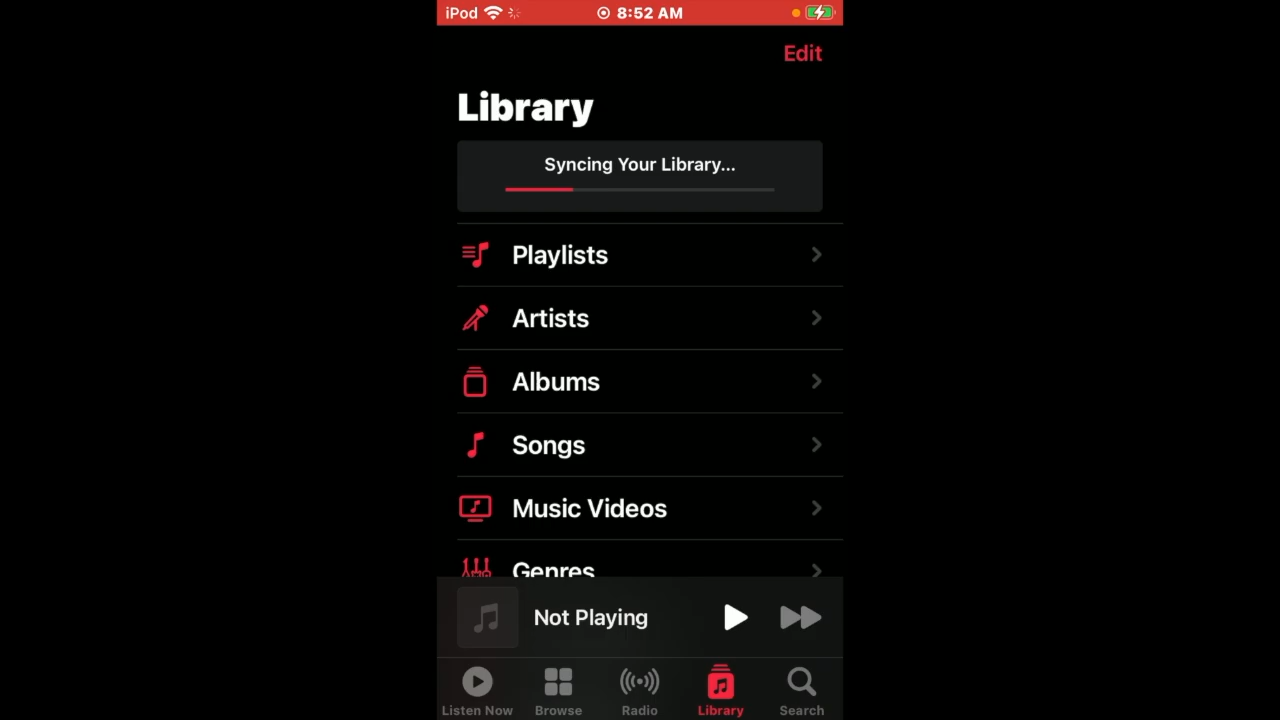 iPod 8:52 AM
Edit
Library
Syncing Your Library...
Playlists
Artists
Albums
Songs
Music Videos
Genres
Not Playing
Listen Now Browse Radio Library Search